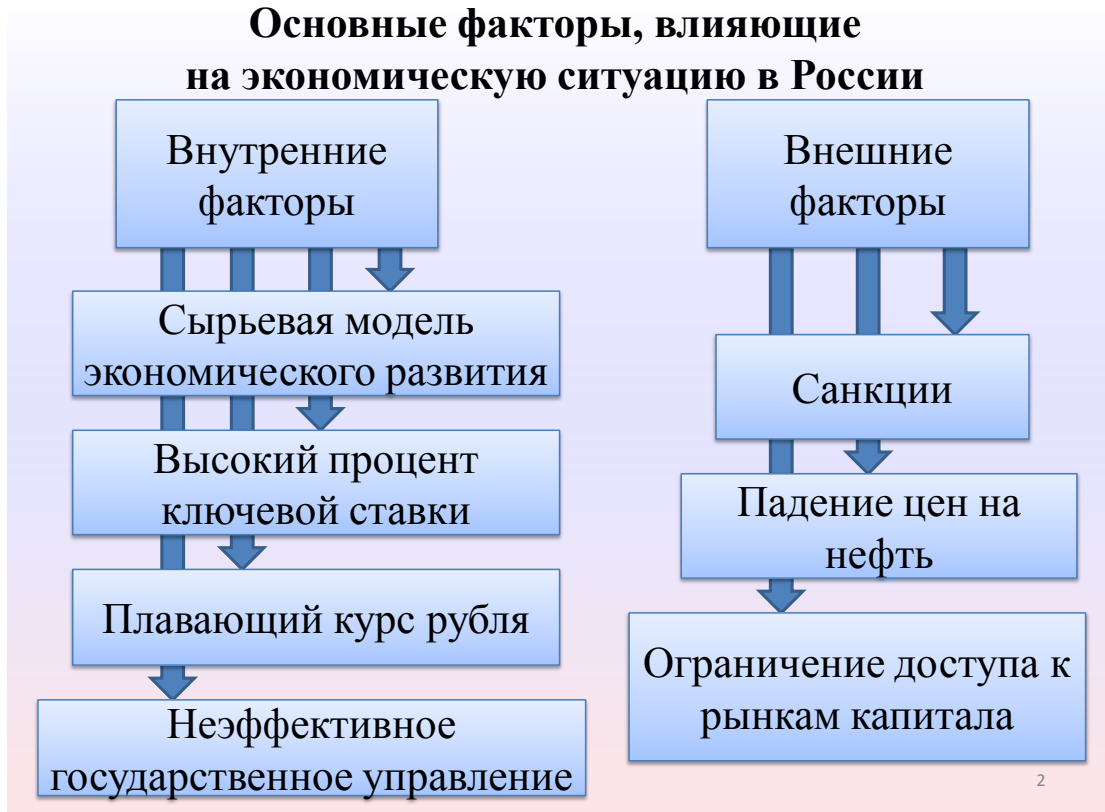 Основные факторы, влияющие
на экономическую ситуацию в России
Внутренние
факторы
Сырьевая модель
экономического развития
Высокий процент
ключевой ставки
Плавающий курс рубля
Неэффективное
государственное управление
Внешние
факторы
Санкции
Падение цен на
нефть
Ограничение доступа к
рынкам капитала
2